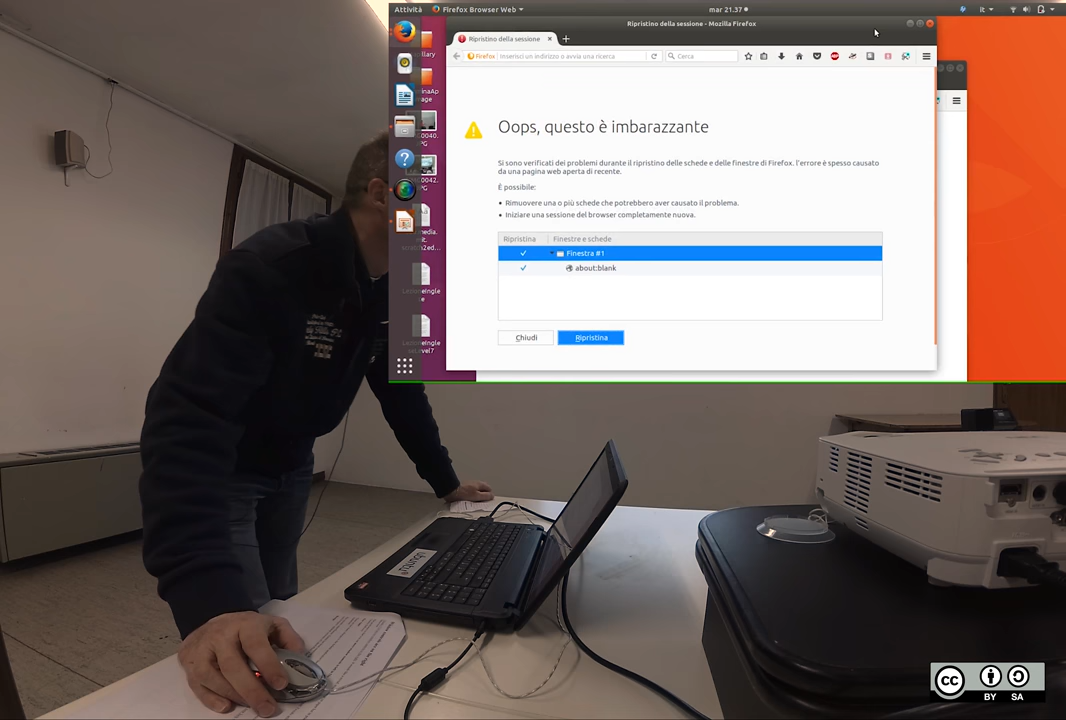 Attività Firefox Browser Web mar 21.37 it
Ripristino della sessione - Mozilla Firefox
Ripristino della sessione
Firefox Inserisci un indirizzo o avvia una ricerca Cerca
Oops, questo è imbarazzante
Si sono verificati dei problemi durante il ripristino delle schede e delle finestre di Firefox. l'errore è spesso causato
da una pagina web aperta di recente.
È possibile:
Rimuovere una o più schede che potrebbero aver causato il problema.
Iniziare una sessione del browser completamente nuova.
Ripristina Finestre e schede
Finestra #1
about:blank
Chiudi Ripristina
ubuntu
cc
BY SA